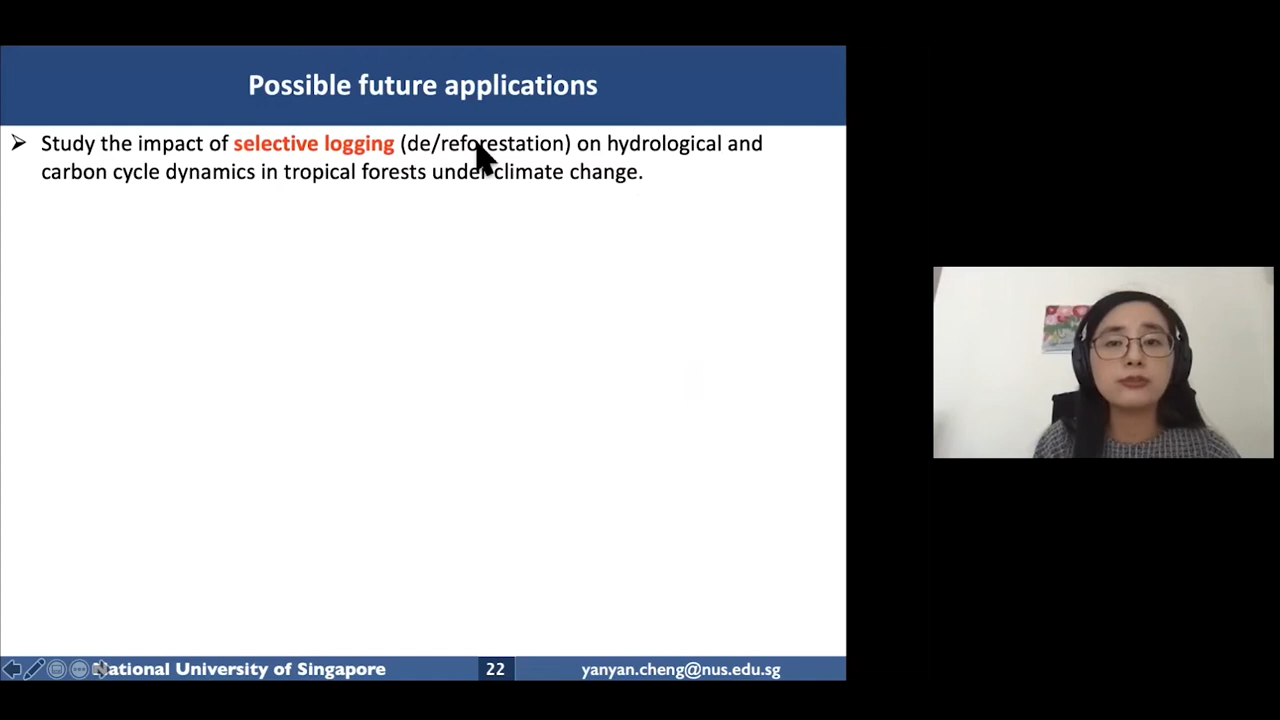 Possible future applications
Study the impact of selective logging (de/reforestation) on hydrological and
carbon cycle dynamics in tropical forests under climate change.
National University of Singapore 22 yanyan.cheng@nus.edu.sg